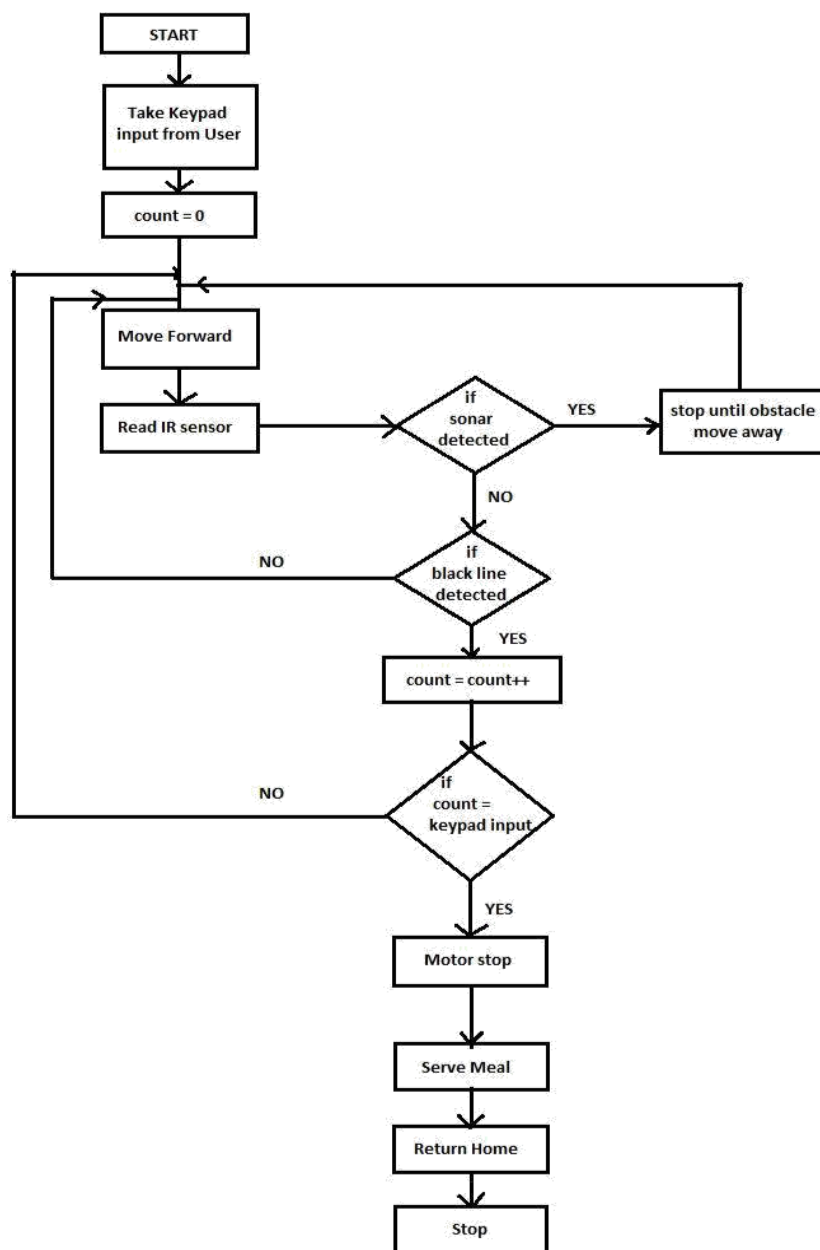 START
Take Keypad
input from User
count = 0
Move Forward
Read IR sensor
if
sonar
detected
YES
stop until obstacle
move away
NO
if
black line
detected
NO
YES
count = count++
if
count =
keypad input
NO
YES
Motor stop
Serve Meal
Return Home
Stop